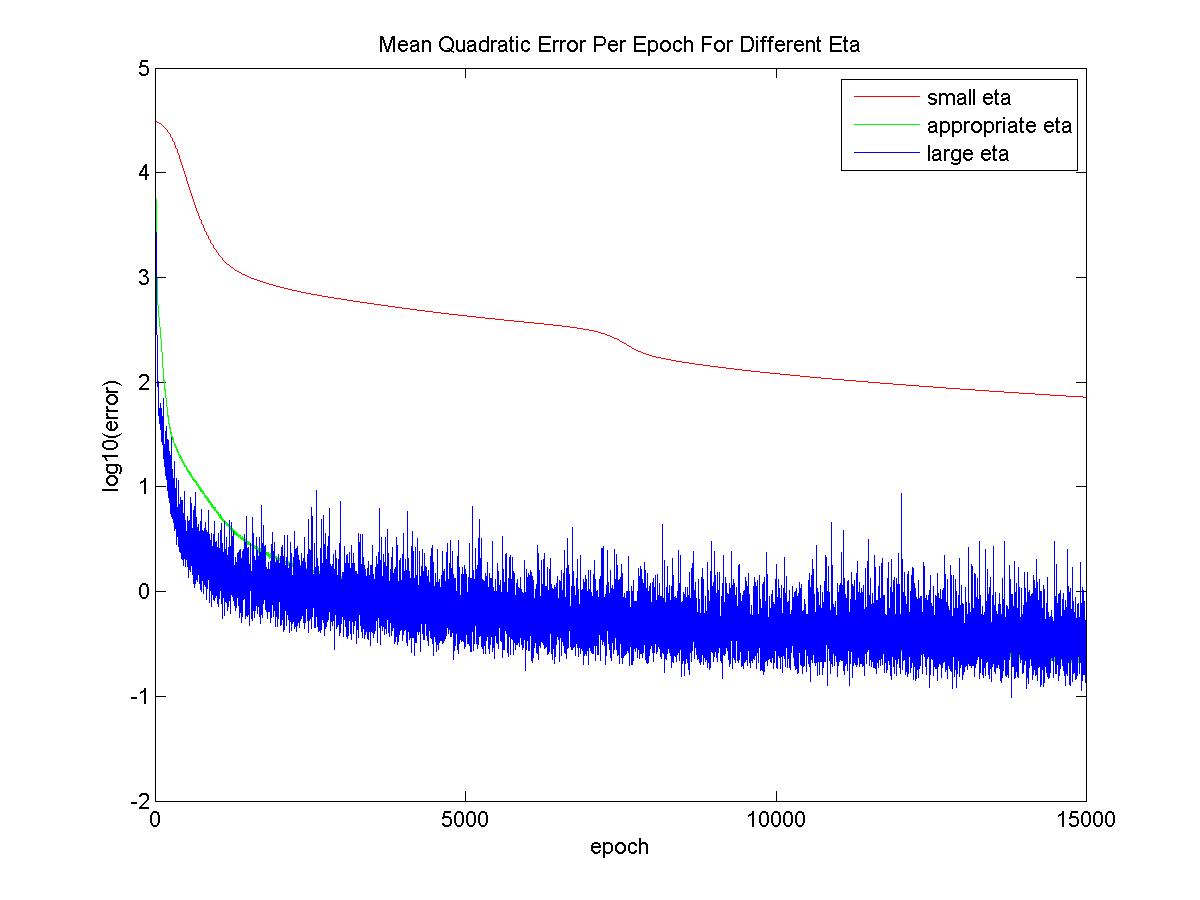 Mean Quadratic Error Per Epoch For Different Eta
small eta
appropriate eta
large eta
5
4
3
2
1
0
-1
-2
log10(error)
0 5000 10000 15000
epoch